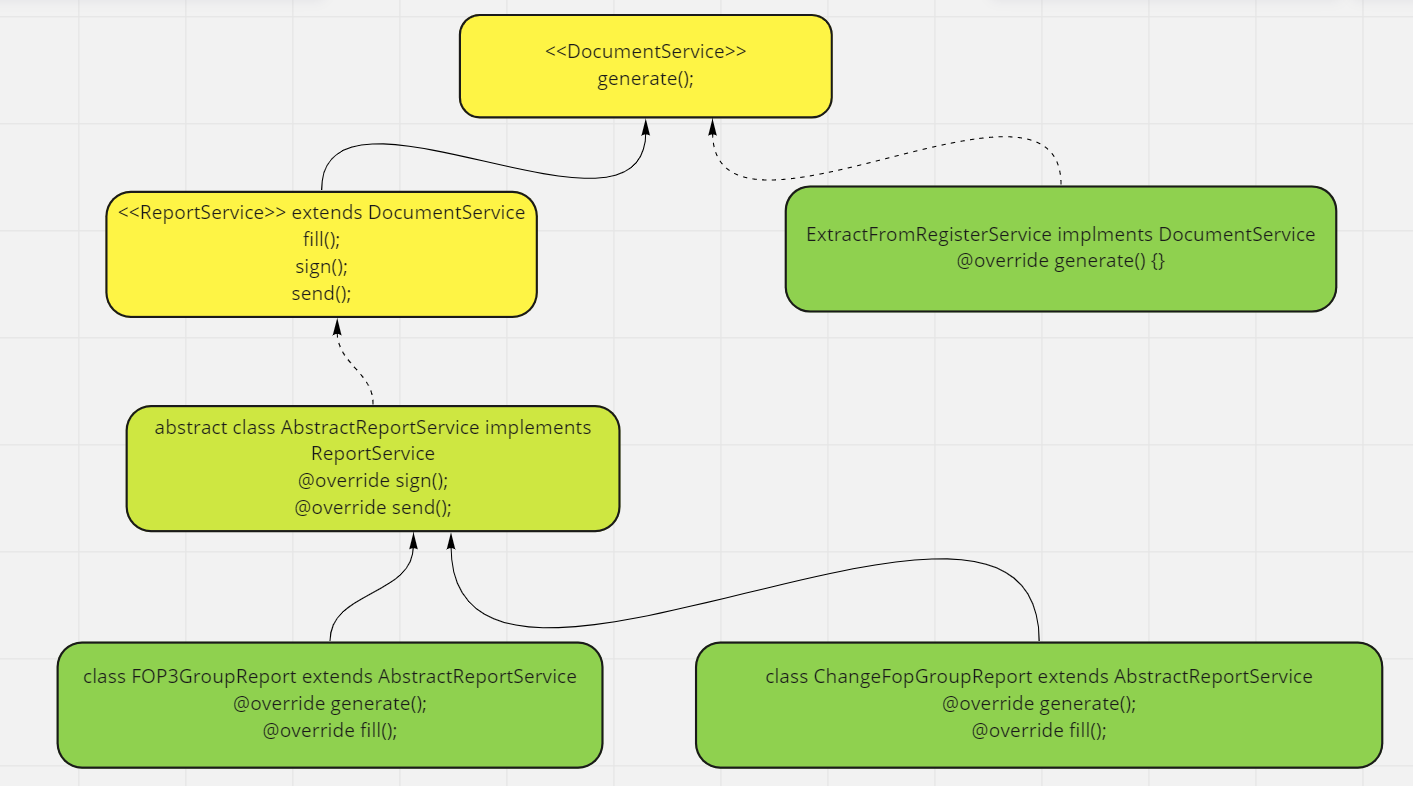 <<DocumentService>>
generate();
<<ReportService>> extends DocumentService
fill();
sign();
send();
ExtractFromRegisterService implments DocumentService
@override generate() {}
abstract class AbstractReportService implements
ReportService
@override sign();
@override send();
class FOP3GroupReport extends AbstractReportService
@override generate();
@override fill();
class ChangeFopGroupReport extends AbstractReportService
@override generate();
@override fill();